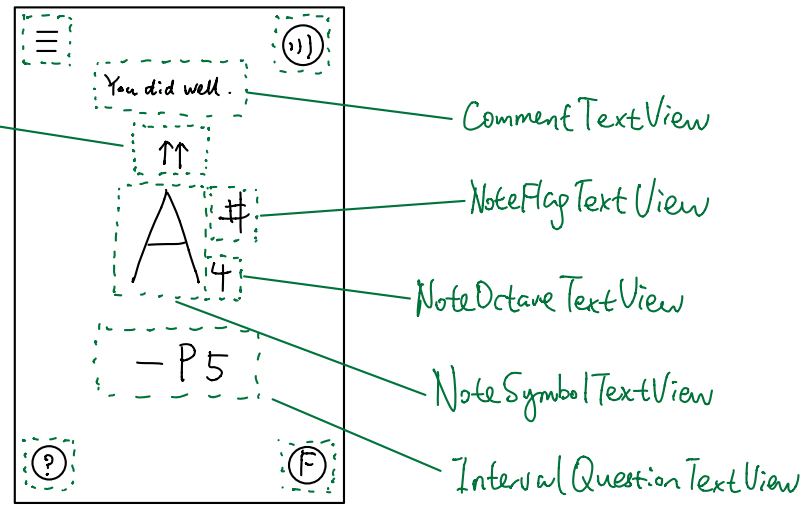 You did well.
CommentTextView
↑↑
A
#
NoteFlagTextView
4
NoteOctaveTextView
NoteSymbolTextView
-P5
IntervalQuestionTextView
?
F